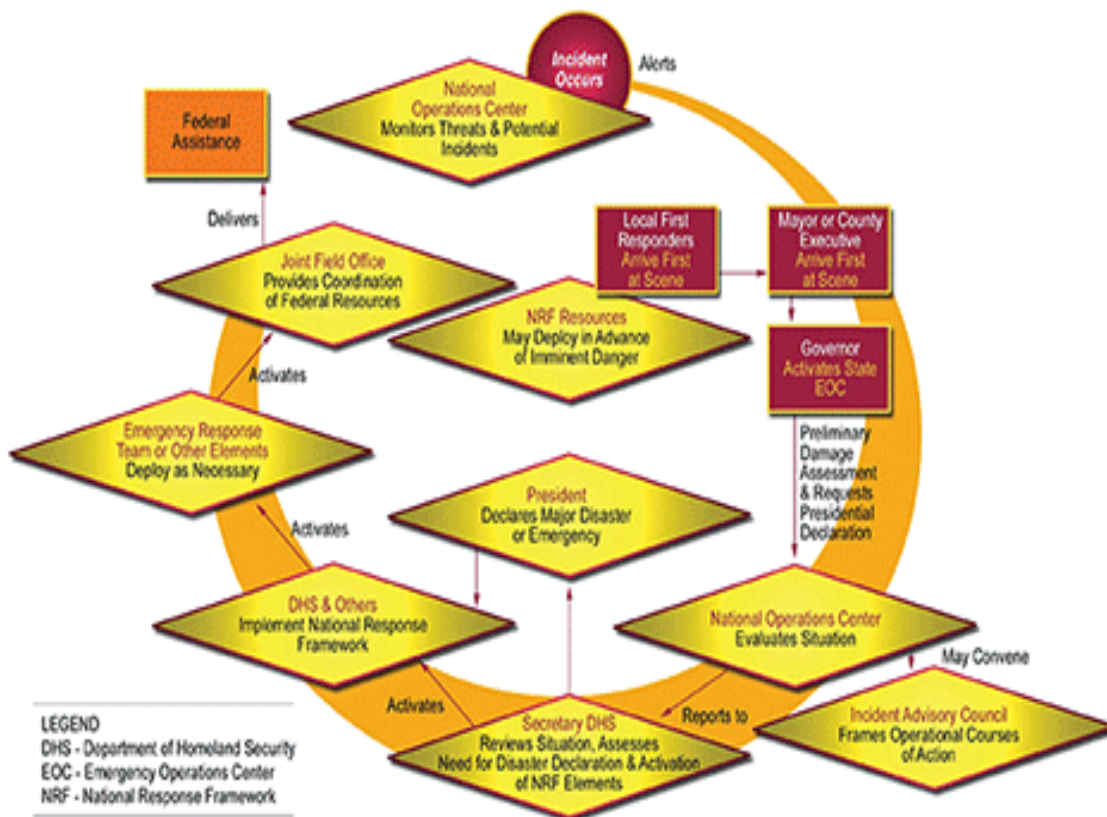 Incident
Occurs
Alerts
National
Operations Center
Monitors Threats & Potential
Incidents
Federal
Assistance
Delivers
Local First
Responders
Arrive First
at Scene
Mayor or County
Executive
Arrive First
at Scene
Joint Field Office
Provides Coordination
of Federal Resources
NRF Resources
May Deploy in Advance
of Imminent Danger
Governor
Activates State
EOC
Activates
Emergency Response
Team or Other Elements
Deploy as Necessary
Preliminary
Damage
Assessment
& Requests
Presidential
Declaration
President
Declares Major Disaster
or Emergency
Activates
DHS & Others
Implement National Response
Framework
National Operations Center
Evaluates Situation
May Convene
Activates
Secretary DHS
Reviews Situation, Assesses
Need for Disaster Declaration & Activation
of NRF Elements
Reports to
Incident Advisory Council
Frames Operational Courses
of Action
LEGEND
DHS - Department of Homeland Security
EOC - Emergency Operations Center
NRF - National Response Framework